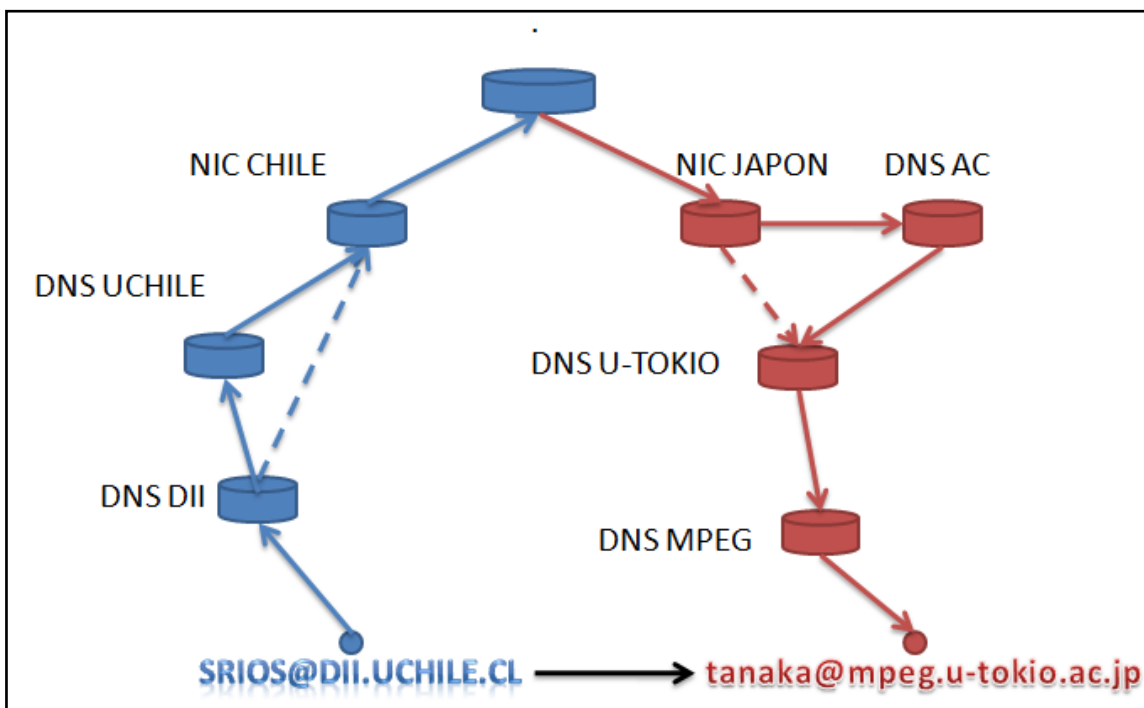 .
NIC CHILE
NIC JAPON
DNS AC
DNS UCHILE
DNS U-TOKIO
DNS DII
DNS MPEG
SRIOS@DII.UCHILE.CL
tanaka@mpeg.u-tokio.ac.jp